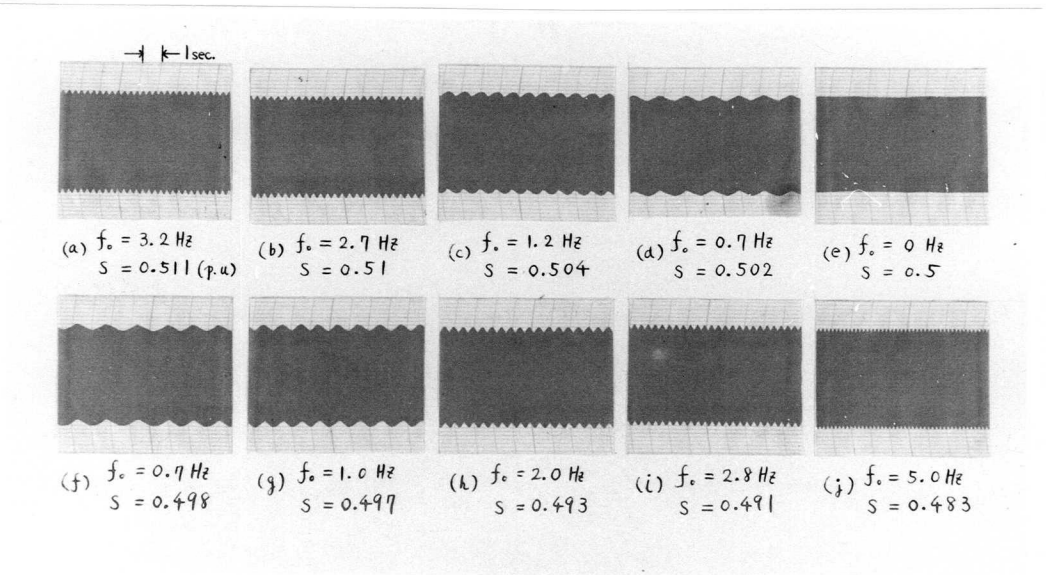 1 sec.
(a) f₀ = 3.2 Hz
S = 0.511 (p.u)
(b) f₀ = 2.7 Hz
S = 0.51
(c) f₀ = 1.2 Hz
S = 0.504
(d) f₀ = 0.7 Hz
S = 0.502
(e) f₀ = 0 Hz
S = 0.5
(f) f₀ = 0.7 Hz
S = 0.498
(g) f₀ = 1.0 Hz
S = 0.497
(h) f₀ = 2.0 Hz
S = 0.493
(i) f₀ = 2.8 Hz
S = 0.491
(j) f₀ = 5.0 Hz
S = 0.483